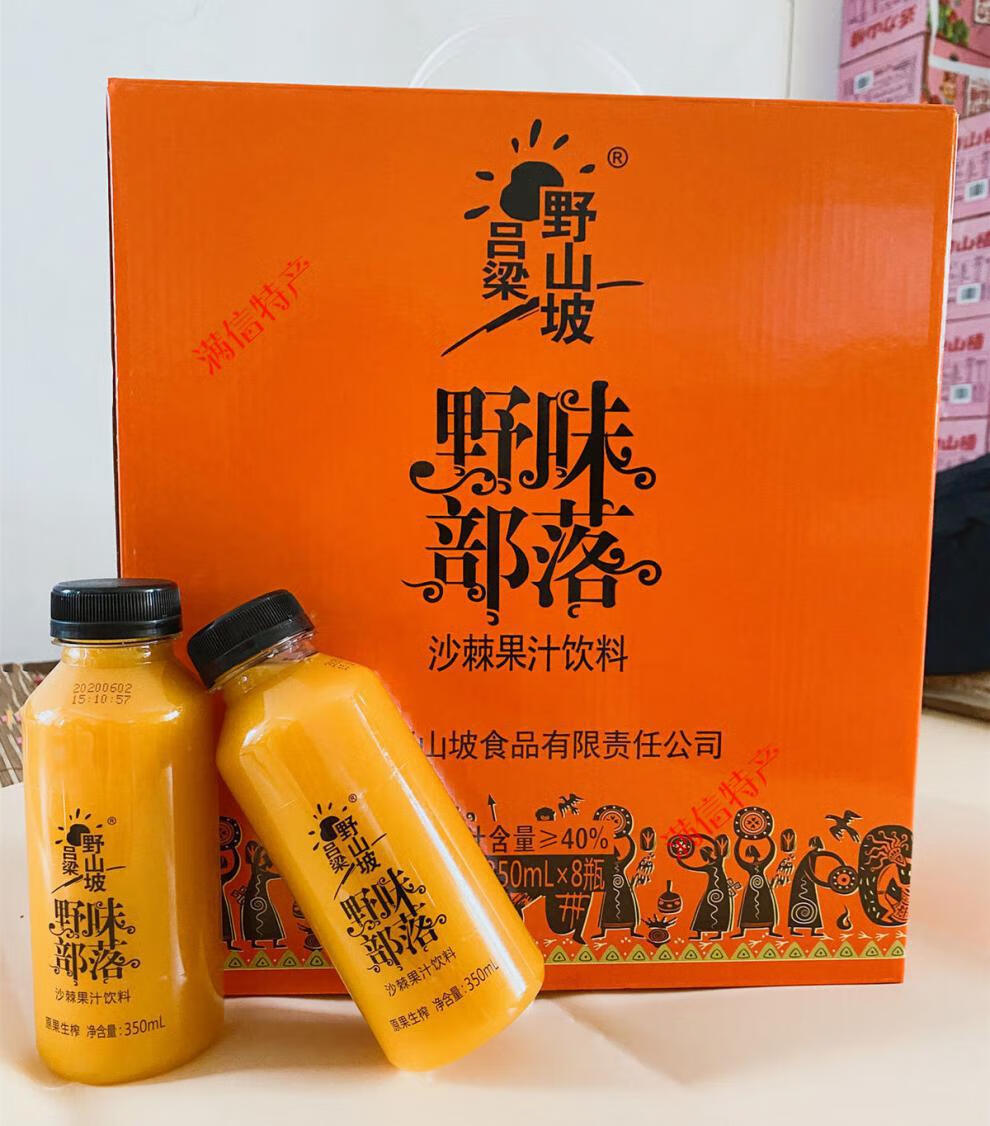 吕梁
野山坡
®
满信特产
野味
部落
沙棘果汁饮料
山坡食品有限责任公司
汁含量≥40%
50mL×8瓶
满信特产
20200602
15:10:57
吕梁
野山坡
®
野味
部落
沙棘果汁饮料
原果生榨 净含量:350mL
吕梁
野山坡
®
野味
部落
沙棘果汁饮料
原果生榨 净含量:350mL